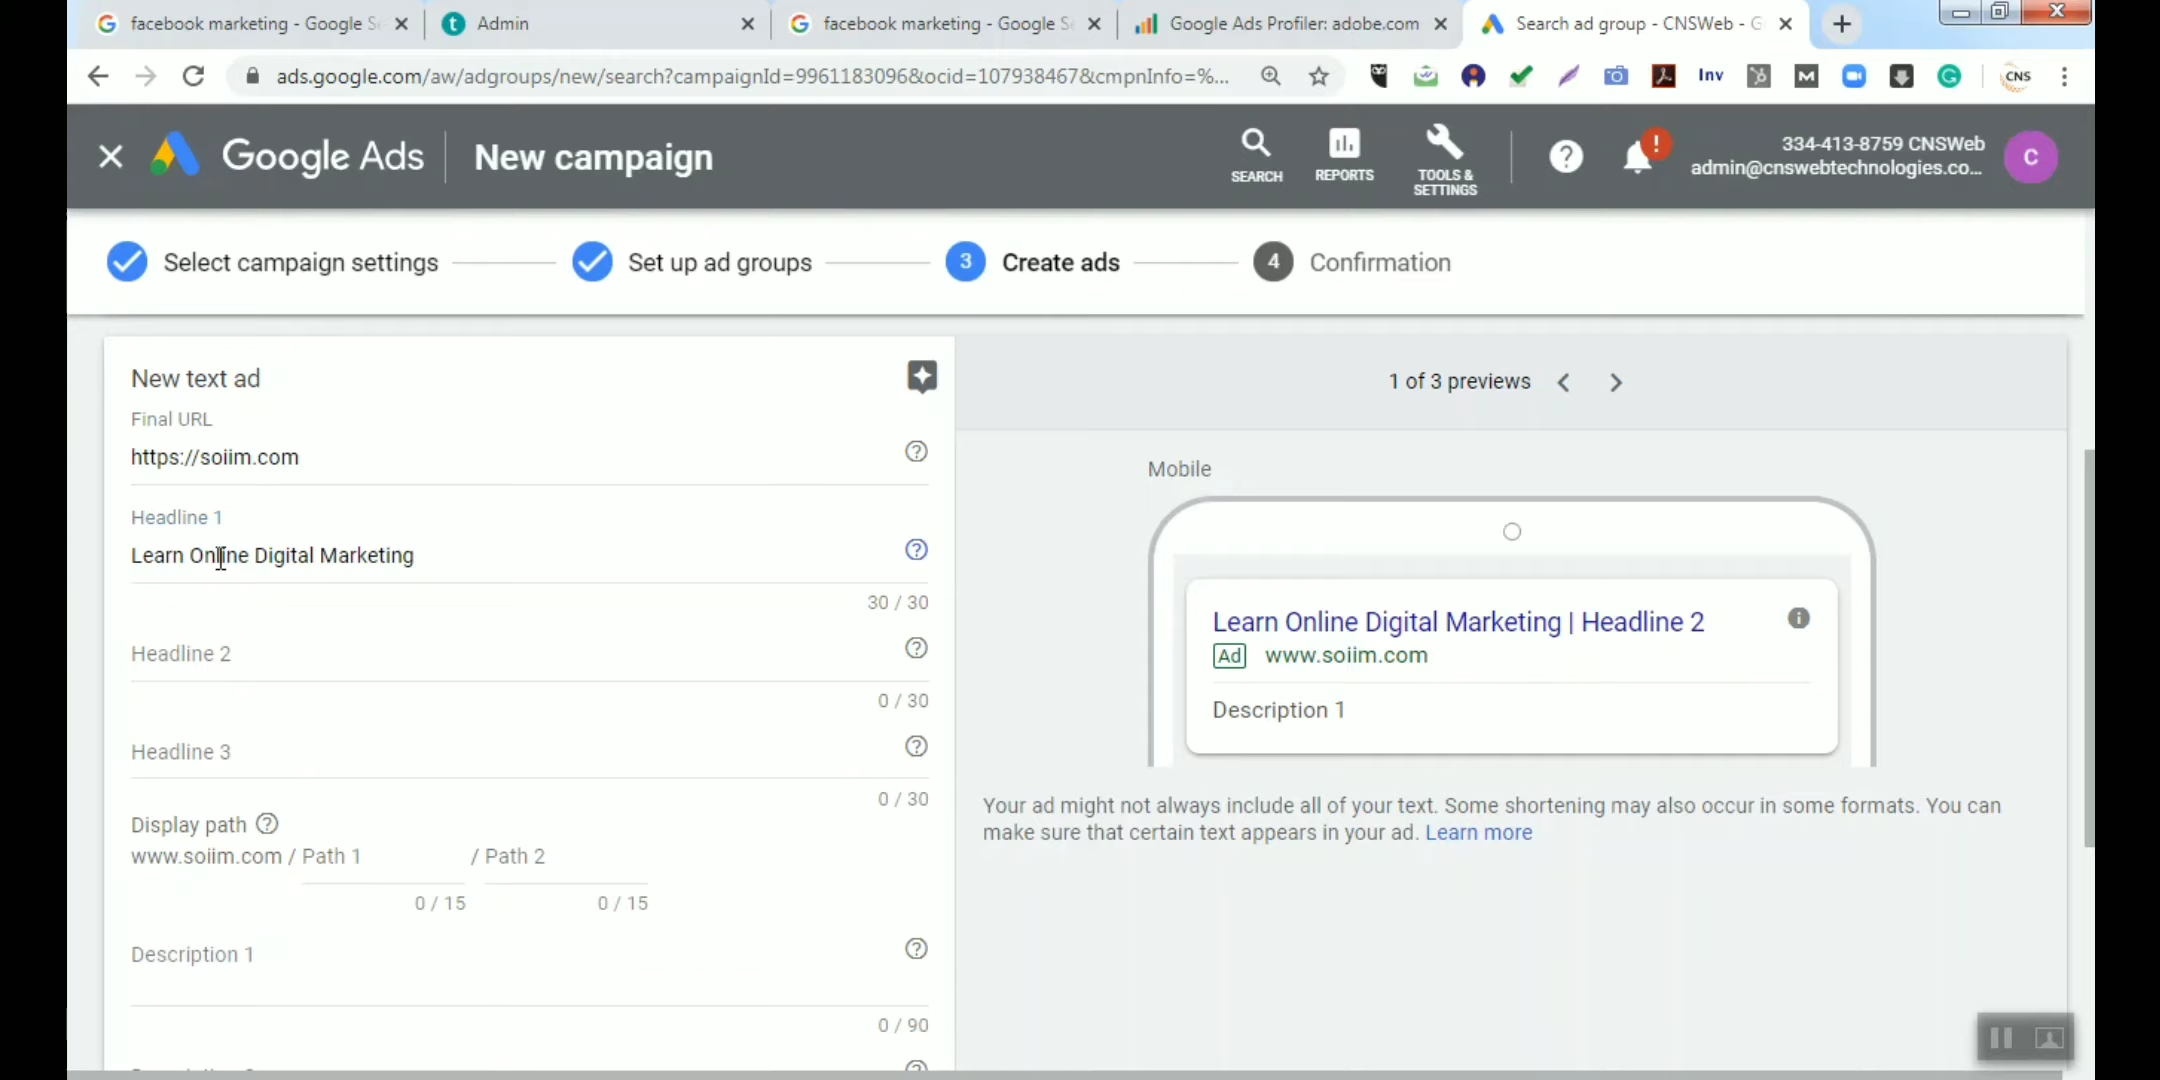 facebook marketing - Google S
Admin
facebook marketing - Google S
Google Ads Profiler: adobe.com
Search ad group - CNSWeb - G
ads.google.com/aw/adgroups/new/search?campaignId=9961183096&ocid=107938467&cmpnInfo=%...
Inv
M
G
CNS
Google Ads
New campaign
SEARCH
REPORTS
TOOLS &
SETTINGS
?
!
334-413-8759 CNSWeb
admin@cnswebtechnologies.co...
C
Select campaign settings
Set up ad groups
3
Create ads
4
Confirmation
New text ad
Final URL
https://soiim.com
Headline 1
Learn Online Digital Marketing
30 / 30
Headline 2
0 / 30
Headline 3
0 / 30
Display path
www.soiim.com / Path 1 / Path 2
0 / 15
0 / 15
Description 1
0 / 90
1 of 3 previews
Mobile
Learn Online Digital Marketing | Headline 2
Ad www.soiim.com
Description 1
Your ad might not always include all of your text. Some shortening may also occur in some formats. You can
make sure that certain text appears in your ad. Learn more